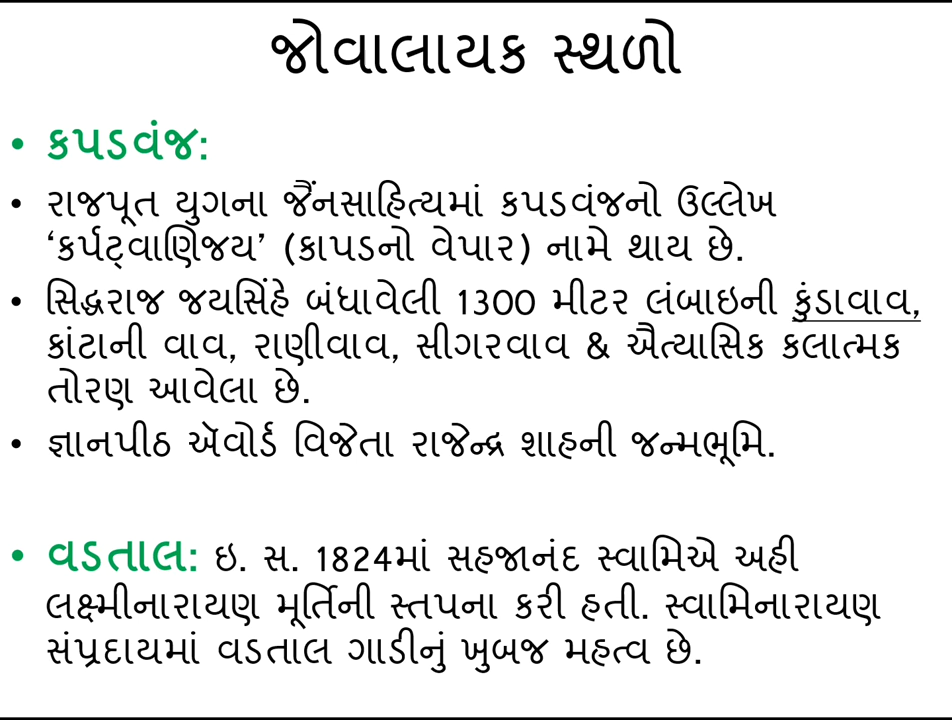 જોવાલાયક સ્થળો
• કપડવંજ:
• રાજપૂત યુગના જૈંનસાહિત્યમાં કપડવંજનો ઉલ્લેખ
‘કર્પટ્વાણિજય’ (કાપડનો વેપાર) નામે થાય છે.
• સિદ્ધરાજ જયસિંહે બંધાવેલી 1300 મીટર લંબાઇની કુંડાવાવ,
કાંટાની વાવ, રાણીવાવ, સીગરવાવ & ઐત્યાસિક કલાત્મક
તોરણ આવેલા છે.
• જ્ઞાનપીઠ ઍવોર્ડ વિજેતા રાજેન્દ્ર શાહની જન્મભૂમિ.
• વડતાલ: ઇ. સ. 1824માં સહજાનંદ સ્વામિએ અહી
લક્ષ્મીનારાયણ મૂર્તિની સ્તપના કરી હતી. સ્વામિનારાયણ
સંપ્રદાયમાં વડતાલ ગાડીનું ખુબજ મહત્વ છે.